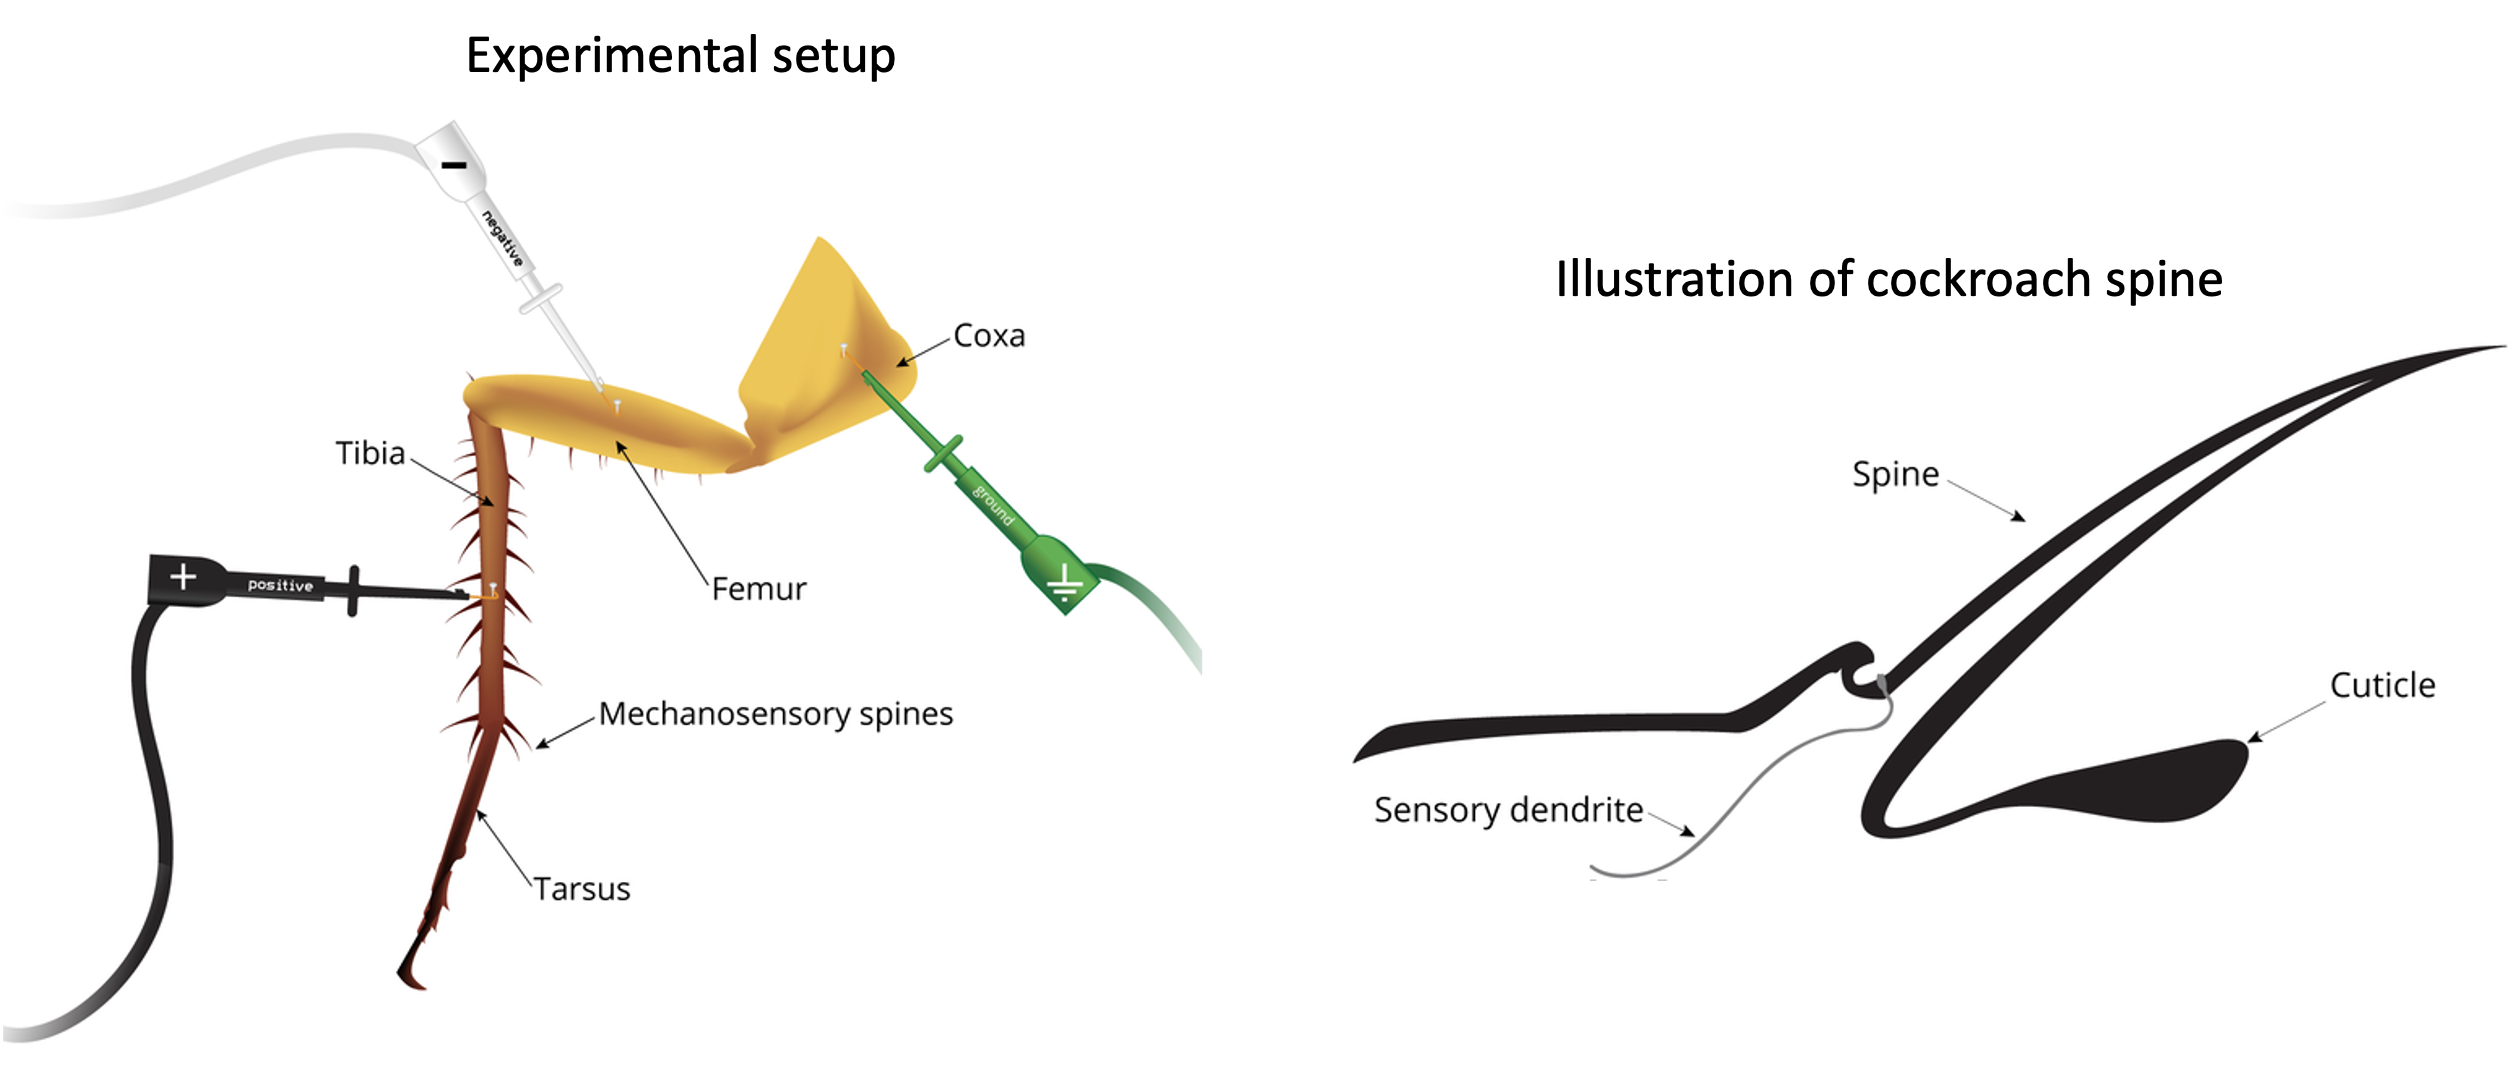 Experimental setup
negative
Coxa
Tibia
ground
positive
Femur
Mechanosensory spines
Tarsus
Illustration of cockroach spine
Spine
Cuticle
Sensory dendrite